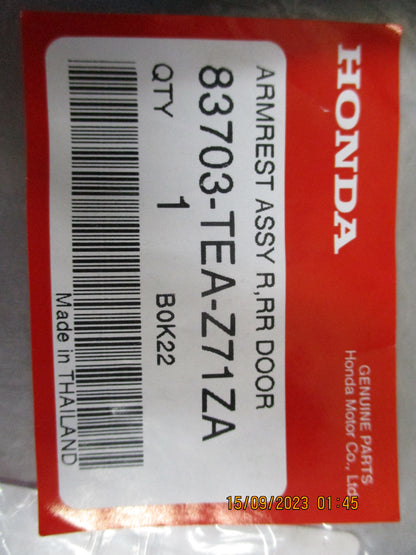 HONDA
GENUINE PARTS
Honda Motor Co., Ltd.
ARMREST ASSY R,RR DOOR
83703-TEA-Z71ZA
QTY 1 B0K22
Made in THAILAND
15/09/2023 01:45